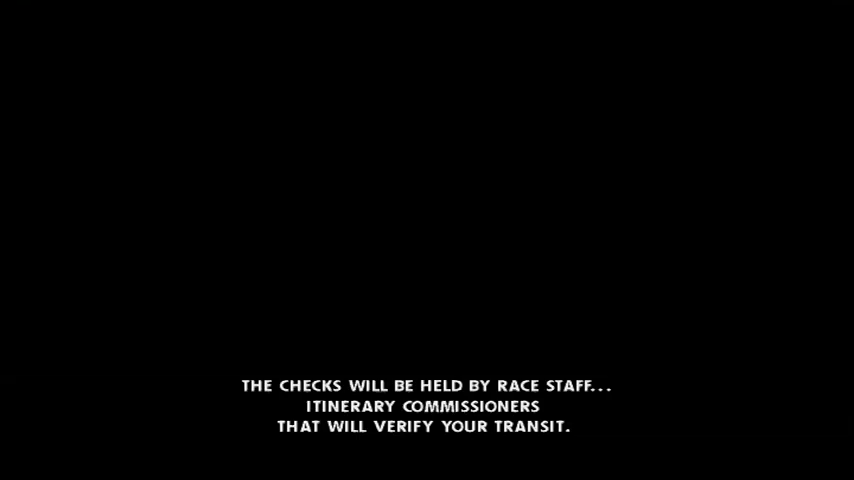 THE CHECKS WILL BE HELD BY RACE STAFF...
ITINERARY COMMISSIONERS
THAT WILL VERIFY YOUR TRANSIT.